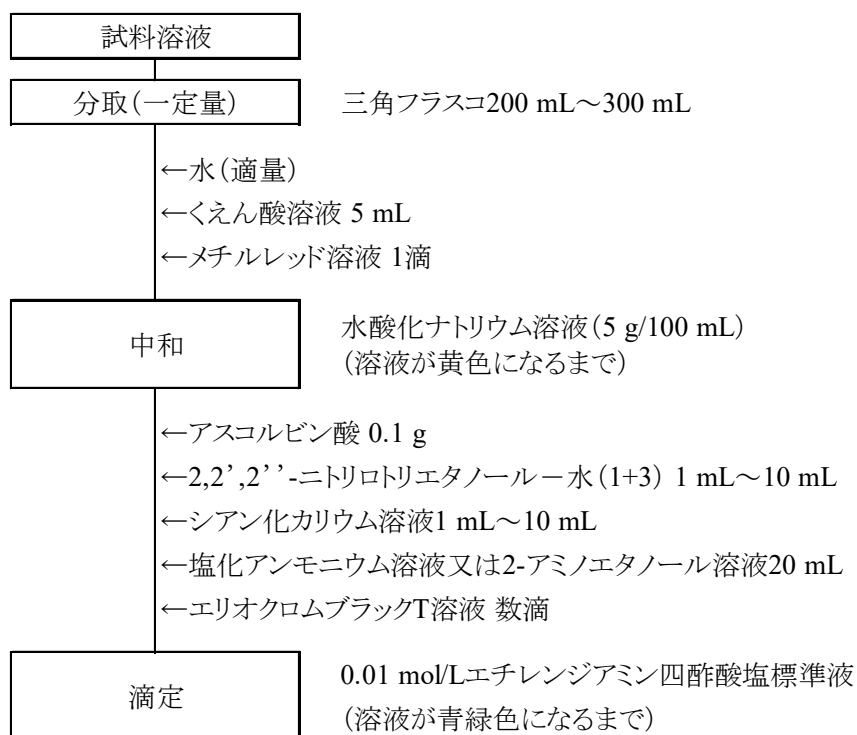 試料溶液
分取(一定量)
三角フラスコ200 mL~300 mL
←水(適量)
←くえん酸溶液 5 mL
←メチルレッド溶液 1滴
中和
水酸化ナトリウム溶液(5 g/100 mL)
(溶液が黄色になるまで)
←アスコルビン酸 0.1 g
←2,2’,2’’-ニトリロトリエタノール-水(1+3) 1 mL~10 mL
←シアン化カリウム溶液1 mL~10 mL
←塩化アンモニウム溶液又は2-アミノエタノール溶液20 mL
←エリオクロムブラックT溶液 数滴
滴定
0.01 mol/Lエチレンジアミン四酢酸塩標準液
(溶液が青緑色になるまで)